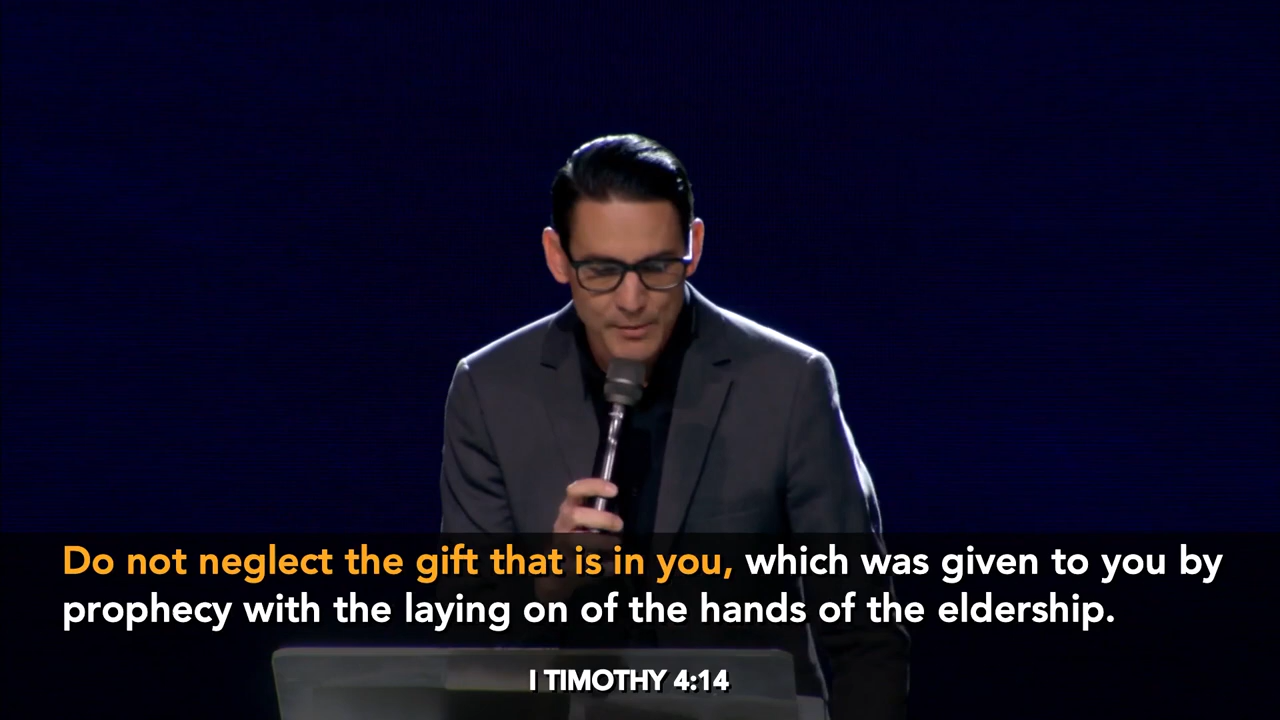 Do not neglect the gift that is in you, which was given to you by
prophecy with the laying on of the hands of the eldership.
I TIMOTHY 4:14